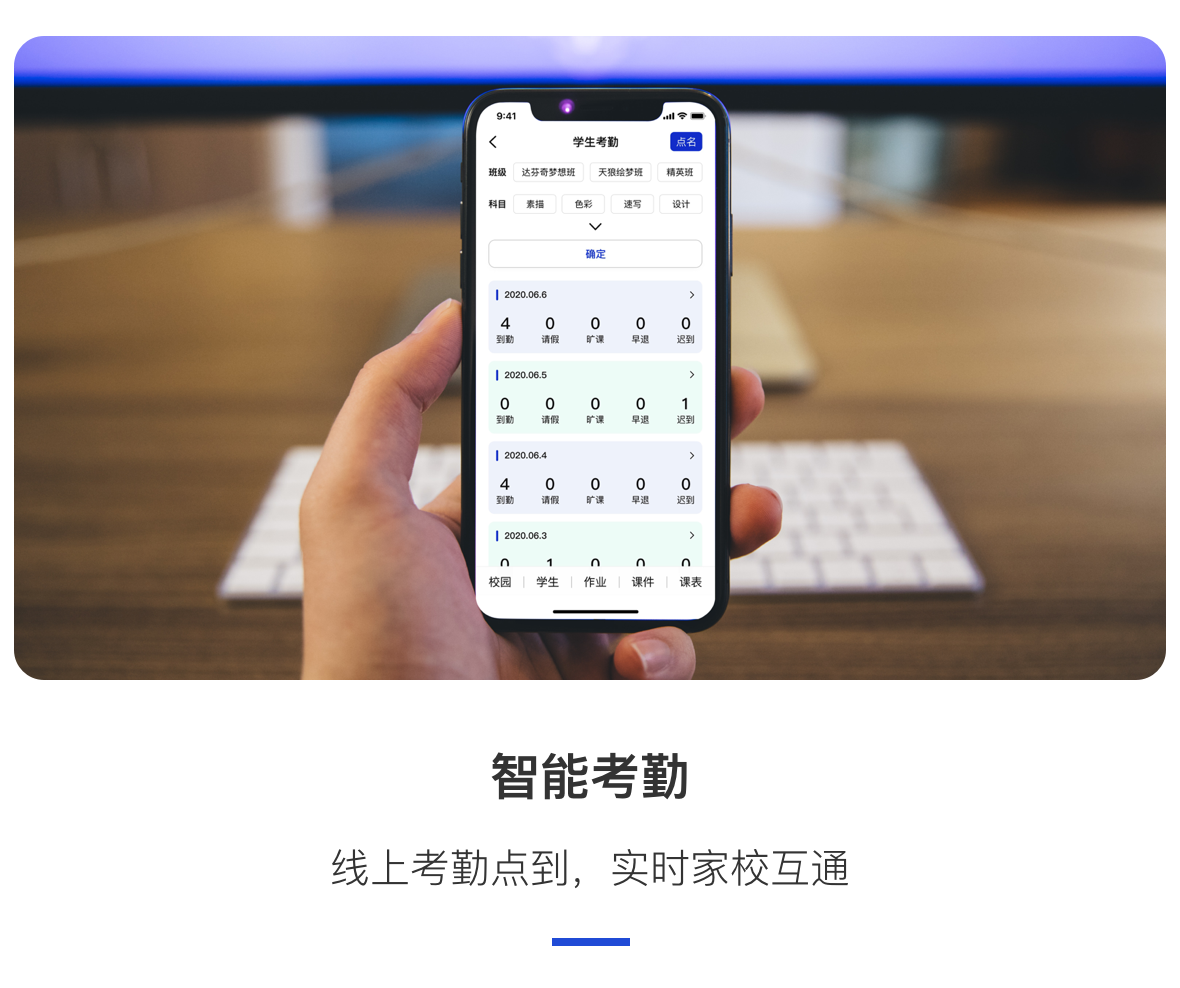 9:41
学生考勤 点名
班级 达芬奇梦想班 天狼绘梦班 精英班
科目 素描 色彩 速写 设计
确定
2020.06.6
4 0 0 0 0
到勤 请假 旷课 早退 迟到
2020.06.5
0 0 0 0 1
到勤 请假 旷课 早退 迟到
2020.06.4
4 0 0 0 0
到勤 请假 旷课 早退 迟到
2020.06.3
0 1 0 0 0
校园 学生 作业 课件 课表
智能考勤
线上考勤点到，实时家校互通